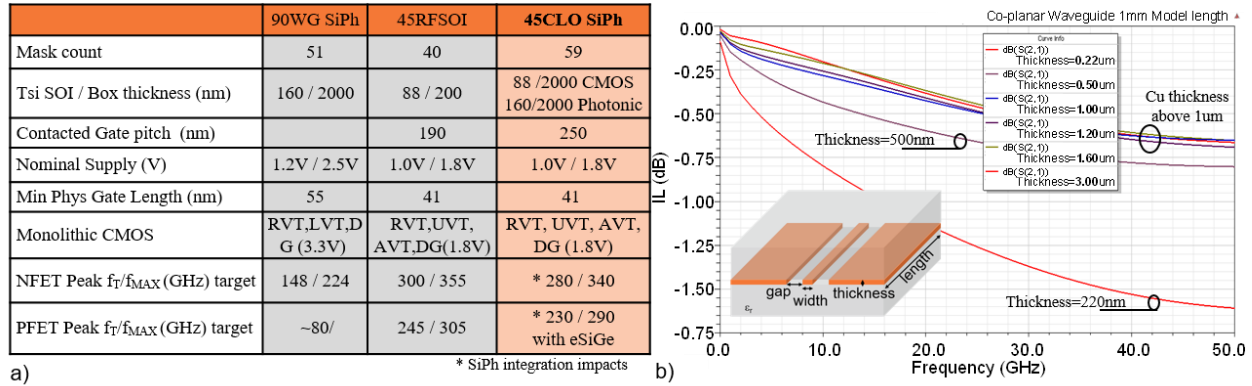 90WG SiPh 45RFSOI 45CLO SiPh
Mask count 51 40 59
Tsi SOI / Box thickness (nm) 160 / 2000 88 / 200 88 /2000 CMOS
160/2000 Photonic
Contacted Gate pitch (nm) 190 250
Nominal Supply (V) 1.2V / 2.5V 1.0V / 1.8V 1.0V / 1.8V
Min Phys Gate Length (nm) 55 41 41
Monolithic CMOS RVT,LVT,D RVT,UVT, RVT, UVT, AVT,
G (3.3V) AVT,DG(1.8V) DG (1.8V)
NFET Peak fT/fMAX (GHz) target 148 / 224 300 / 355 * 280 / 340
PFET Peak fT/fMAX (GHz) target ~80/ 245 / 305 * 230 / 290
with eSiGe
* SiPh integration impacts
a)
Co-planar Waveguide 1mm Model length
Curve Info
dB(S(2,1))
Thickness=0.22um
dB(S(2,1))
Thickness=0.50um
dB(S(2,1))
Thickness=1.00um
dB(S(2,1))
Thickness=1.20um
dB(S(2,1))
Thickness=1.60um
dB(S(2,1))
Thickness=3.00um
Cu thickness
above 1um
Thickness=500nm
Thickness=220nm
gap
width
thickness
length
εr
IL (dB)
0.00
-0.25
-0.50
-0.75
-1.00
-1.25
-1.50
-1.75
0.0 10.0 20.0 30.0 40.0 50.0
Frequency (GHz)
b)